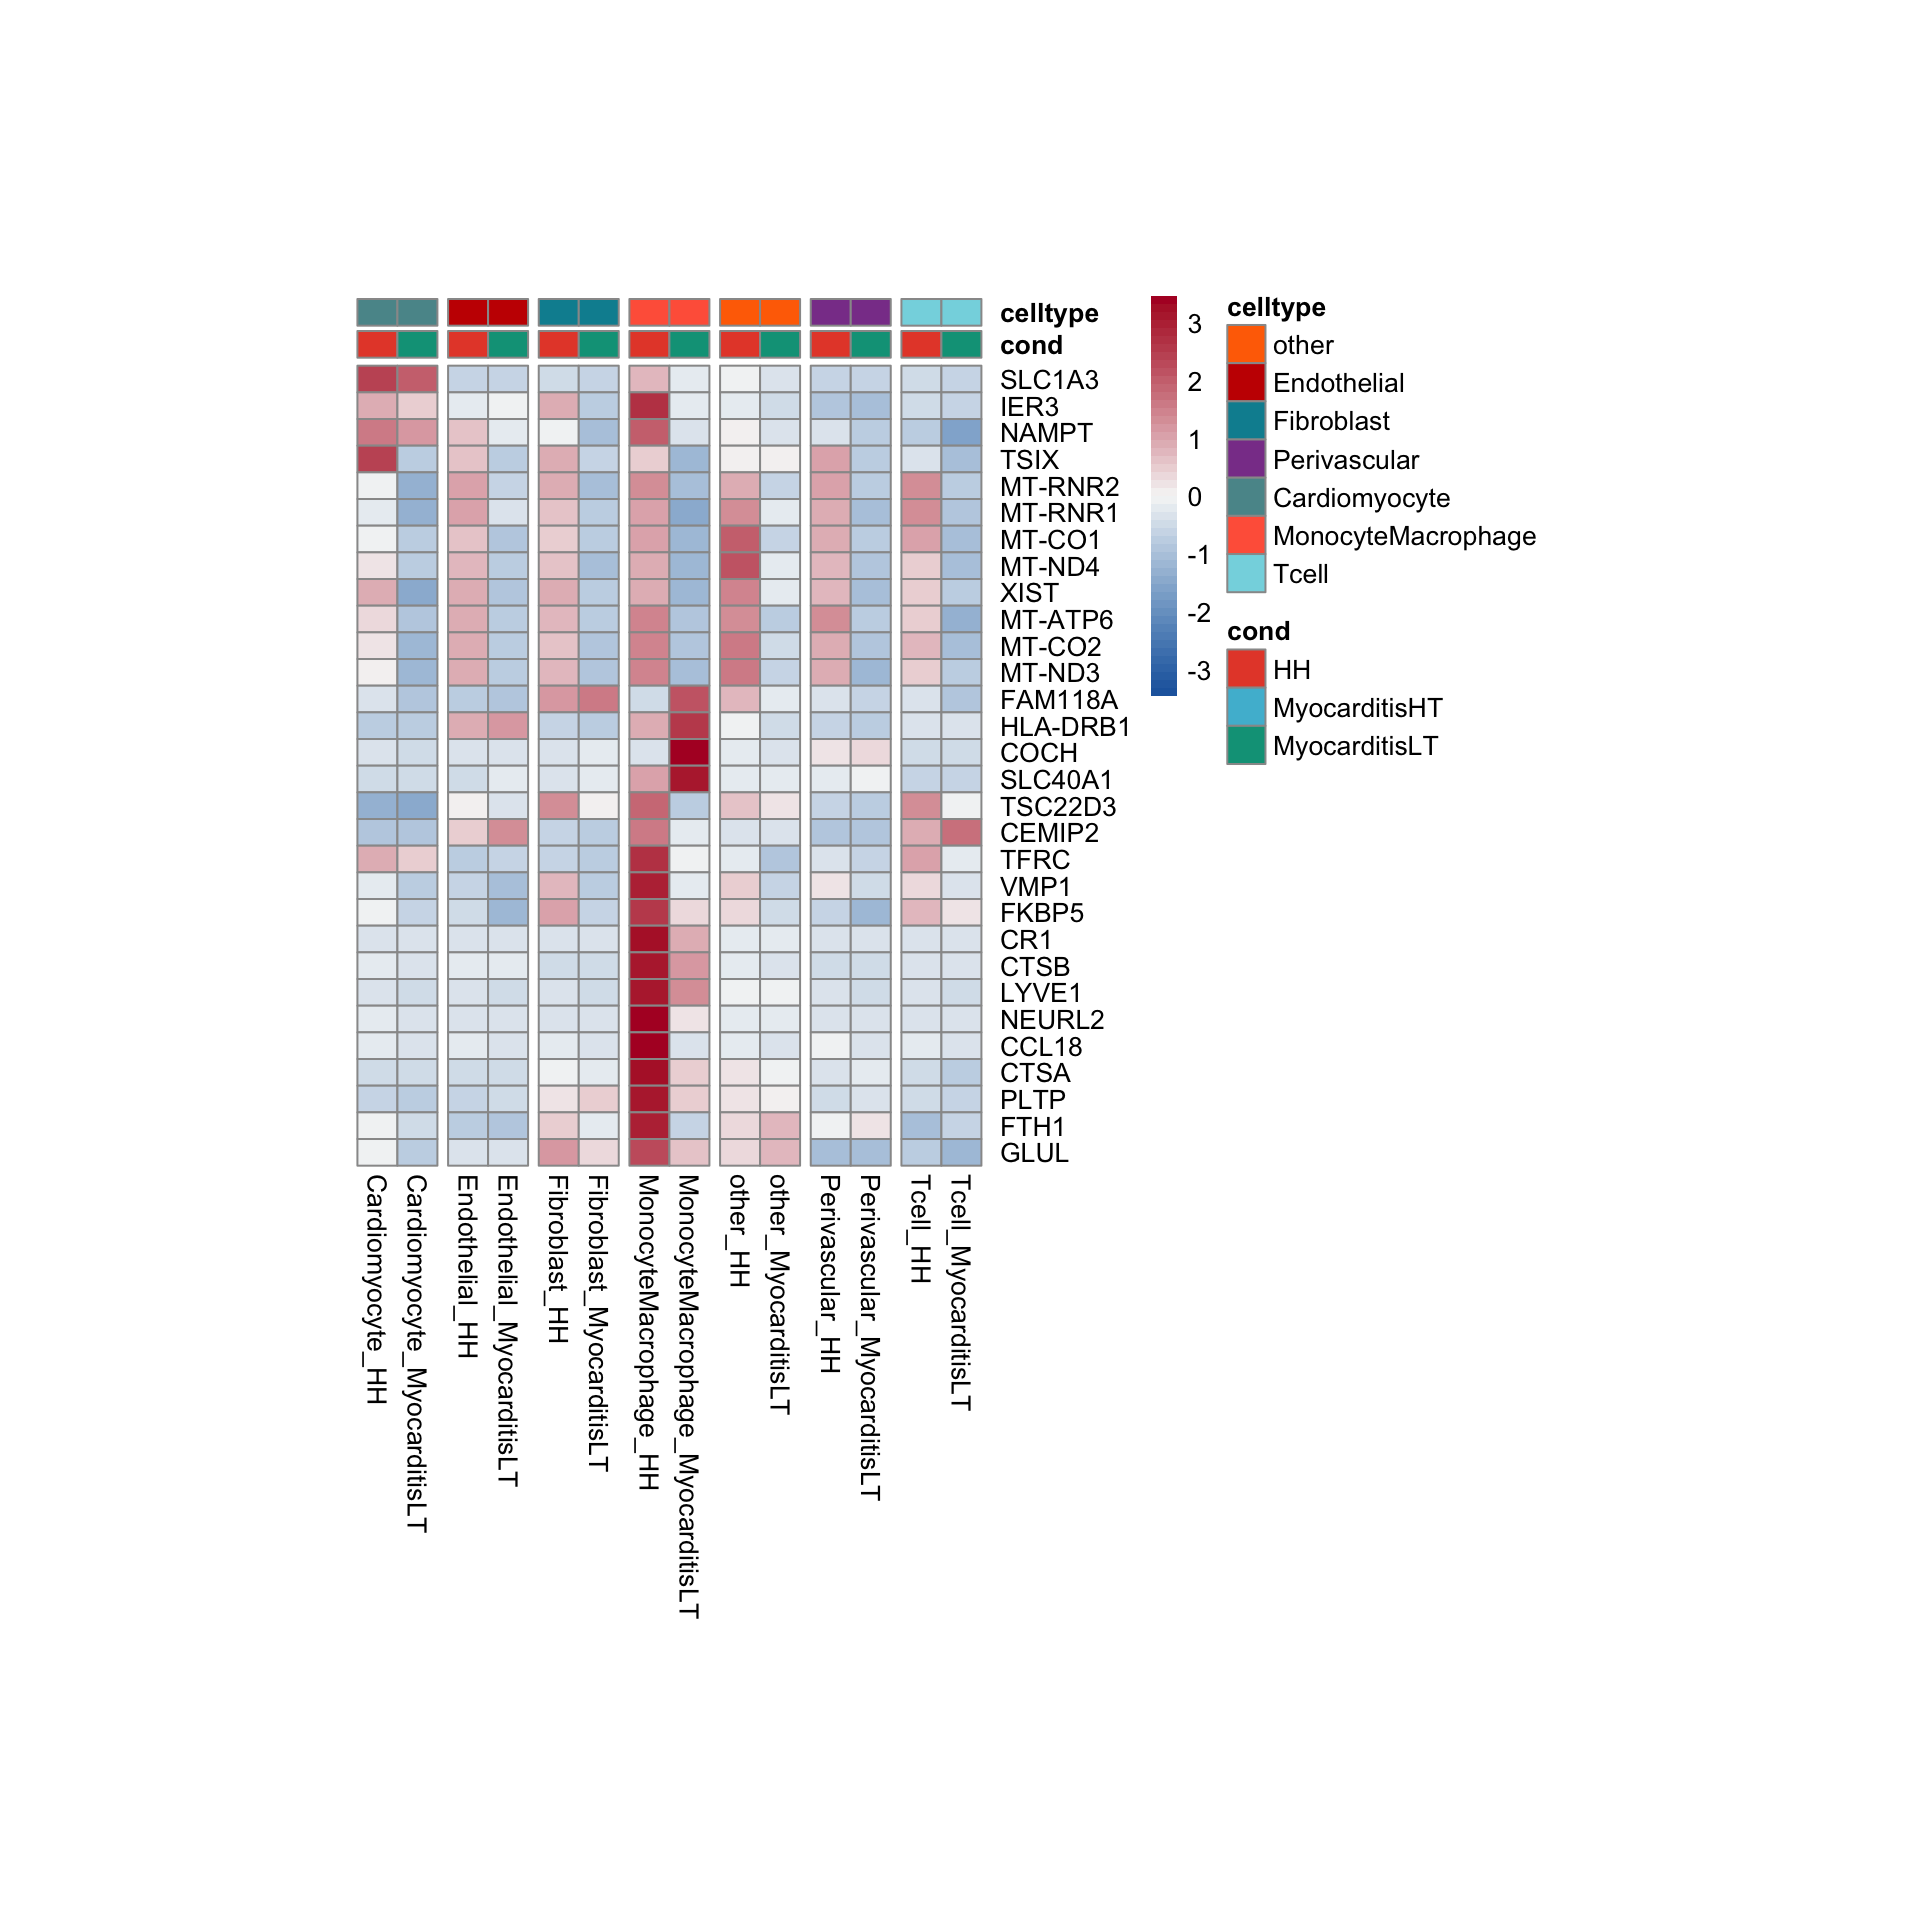 celltype
cond
SLC1A3
IER3
NAMPT
TSIX
MT-RNR2
MT-RNR1
MT-CO1
MT-ND4
XIST
MT-ATP6
MT-CO2
MT-ND3
FAM118A
HLA-DRB1
COCH
SLC40A1
TSC22D3
CEMIP2
TFRC
VMP1
FKBP5
CR1
CTSB
LYVE1
NEURL2
CCL18
CTSA
PLTP
FTH1
GLUL
Cardiomyocyte_HH
Cardiomyocyte_MyocarditisLT
Endothelial_HH
Endothelial_MyocarditisLT
Fibroblast_HH
Fibroblast_MyocarditisLT
MonocyteMacrophage_HH
MonocyteMacrophage_MyocarditisLT
other_HH
other_MyocarditisLT
Perivascular_HH
Perivascular_MyocarditisLT
Tcell_HH
Tcell_MyocarditisLT
3
2
1
0
-1
-2
-3
celltype
other
Endothelial
Fibroblast
Perivascular
Cardiomyocyte
MonocyteMacrophage
Tcell
cond
HH
MyocarditisHT
MyocarditisLT